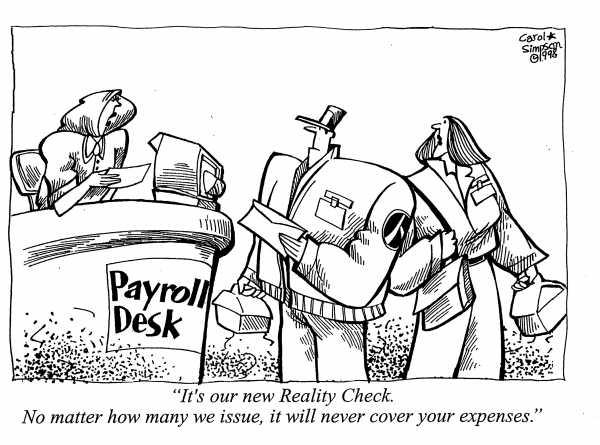 Carol★
Simpson
©1998
Payroll
Desk
"It's our new Reality Check.
No matter how many we issue, it will never cover your expenses."